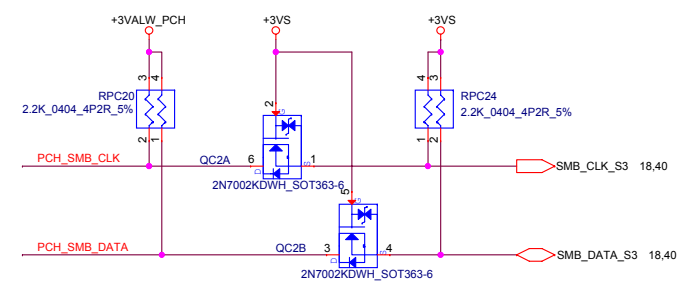 +3VALW_PCH +3VS +3VS
3 4 4 3
RPC20 RPC24
2.2K_0404_4P2R_5% 2 2.2K_0404_4P2R_5%
G
2 1 1 2
PCH_SMB_CLK QC2A 6 1 SMB_CLK_S3 18,40
D S
2N7002KDWH_SOT363-6
5
G
PCH_SMB_DATA QC2B 3 4 SMB_DATA_S3 18,40
D S
2N7002KDWH_SOT363-6